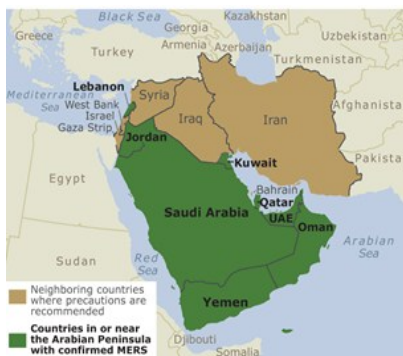 Black Sea
Kazakhstan
Greece
Georgia
Uzbekistan
Armenia
Azerbaijan
Turkey
Turkmenistan
Lebanon
Syria
Mediterranean
Sea
West Bank
Israel
Gaza Strip
Iraq
Iran
Afghanistan
Jordan
Kuwait
Pakistan
Egypt
Bahrain
Qatar
Saudi Arabia
UAE
Oman
Arabian
Sea
Sudan
Red
Sea
Yemen
Neighboring countries
where precautions are
recommended
Countries in or near
the Arabian Peninsula
with confirmed MERS
Djibouti
Somalia